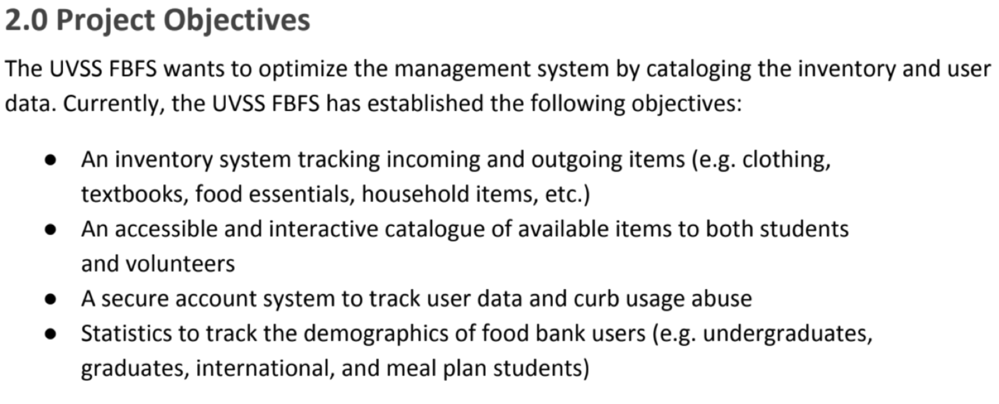 2.0 Project Objectives
The UVSS FBFS wants to optimize the management system by cataloging the inventory and user
data. Currently, the UVSS FBFS has established the following objectives:
● An inventory system tracking incoming and outgoing items (e.g. clothing,
textbooks, food essentials, household items, etc.)
● An accessible and interactive catalogue of available items to both students
and volunteers
● A secure account system to track user data and curb usage abuse
● Statistics to track the demographics of food bank users (e.g. undergraduates,
graduates, international, and meal plan students)